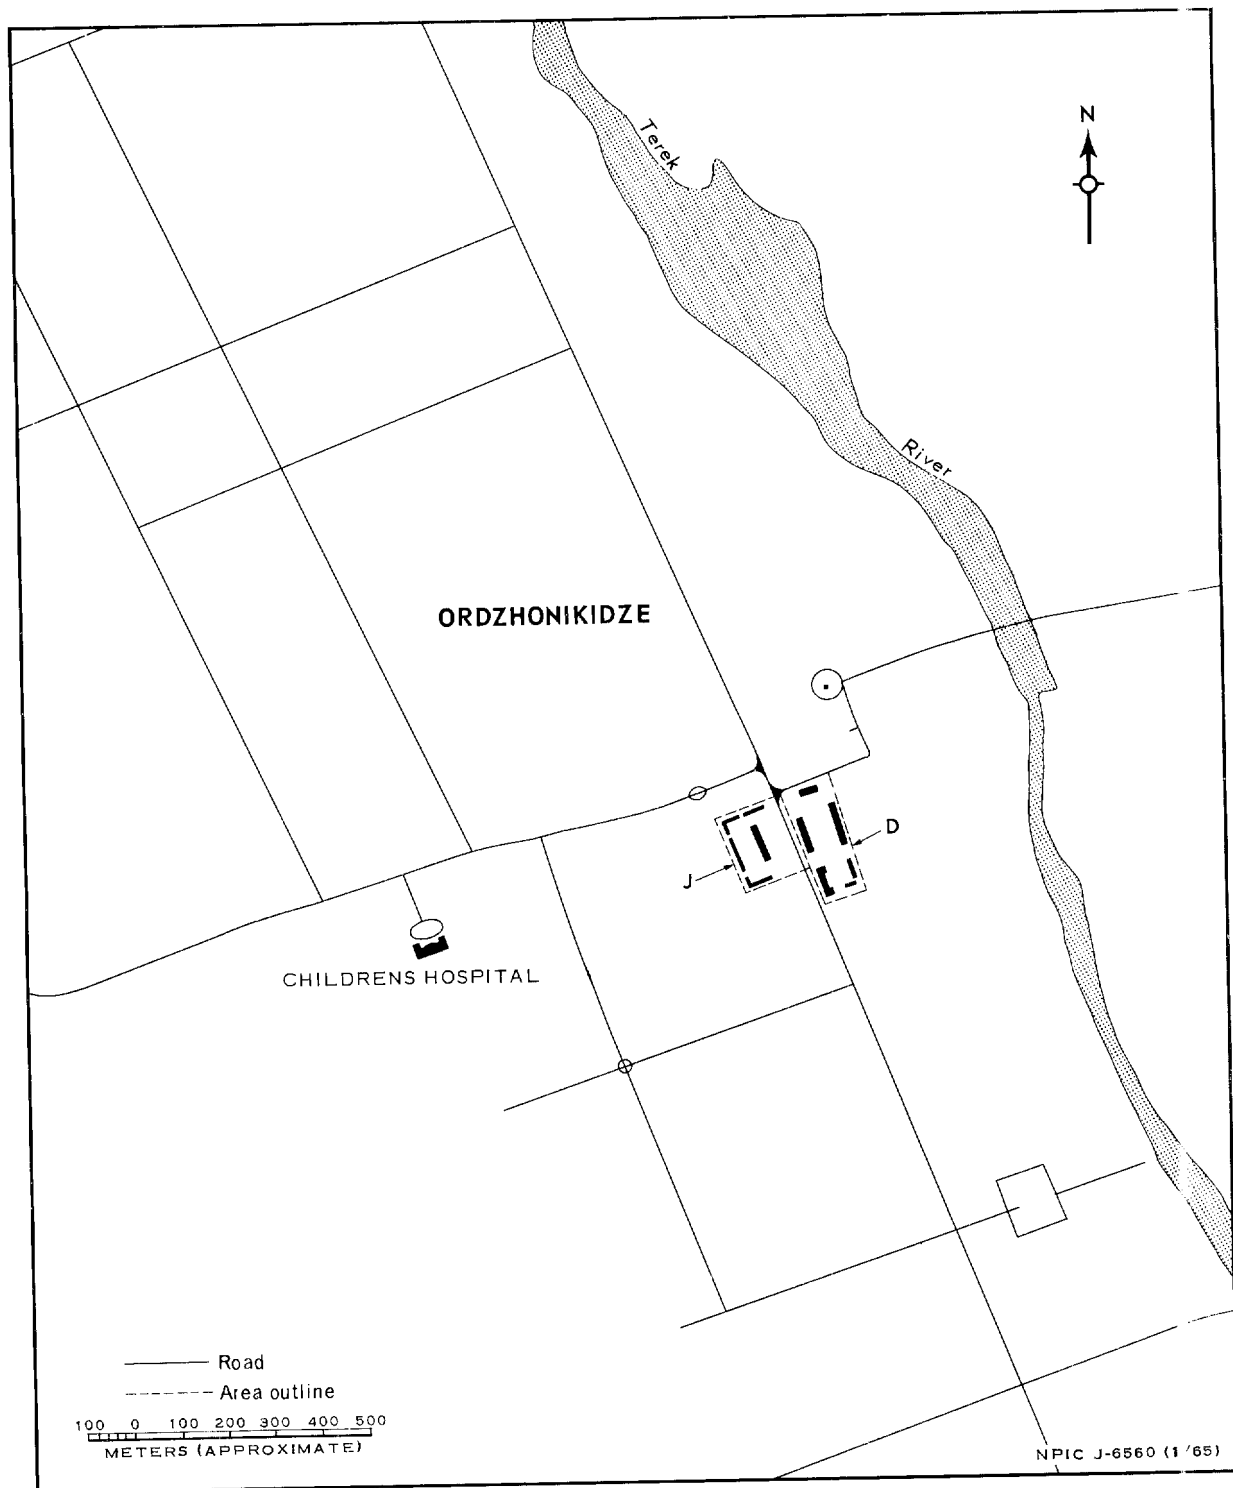 N
Terek
River
ORDZHONIKIDZE
D
J
CHILDRENS HOSPITAL
Road
Area outline
100 0 100 200 300 400 500
METERS (APPROXIMATE)
NPIC J-6560 (1/65)